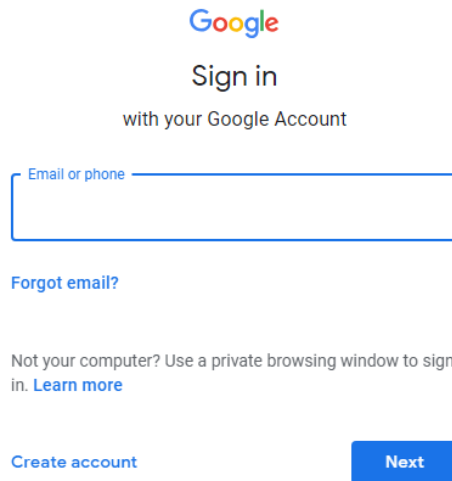 Google
Sign in
with your Google Account
Email or phone
Forgot email?
Not your computer? Use a private browsing window to sign
in. Learn more
Create account
Next